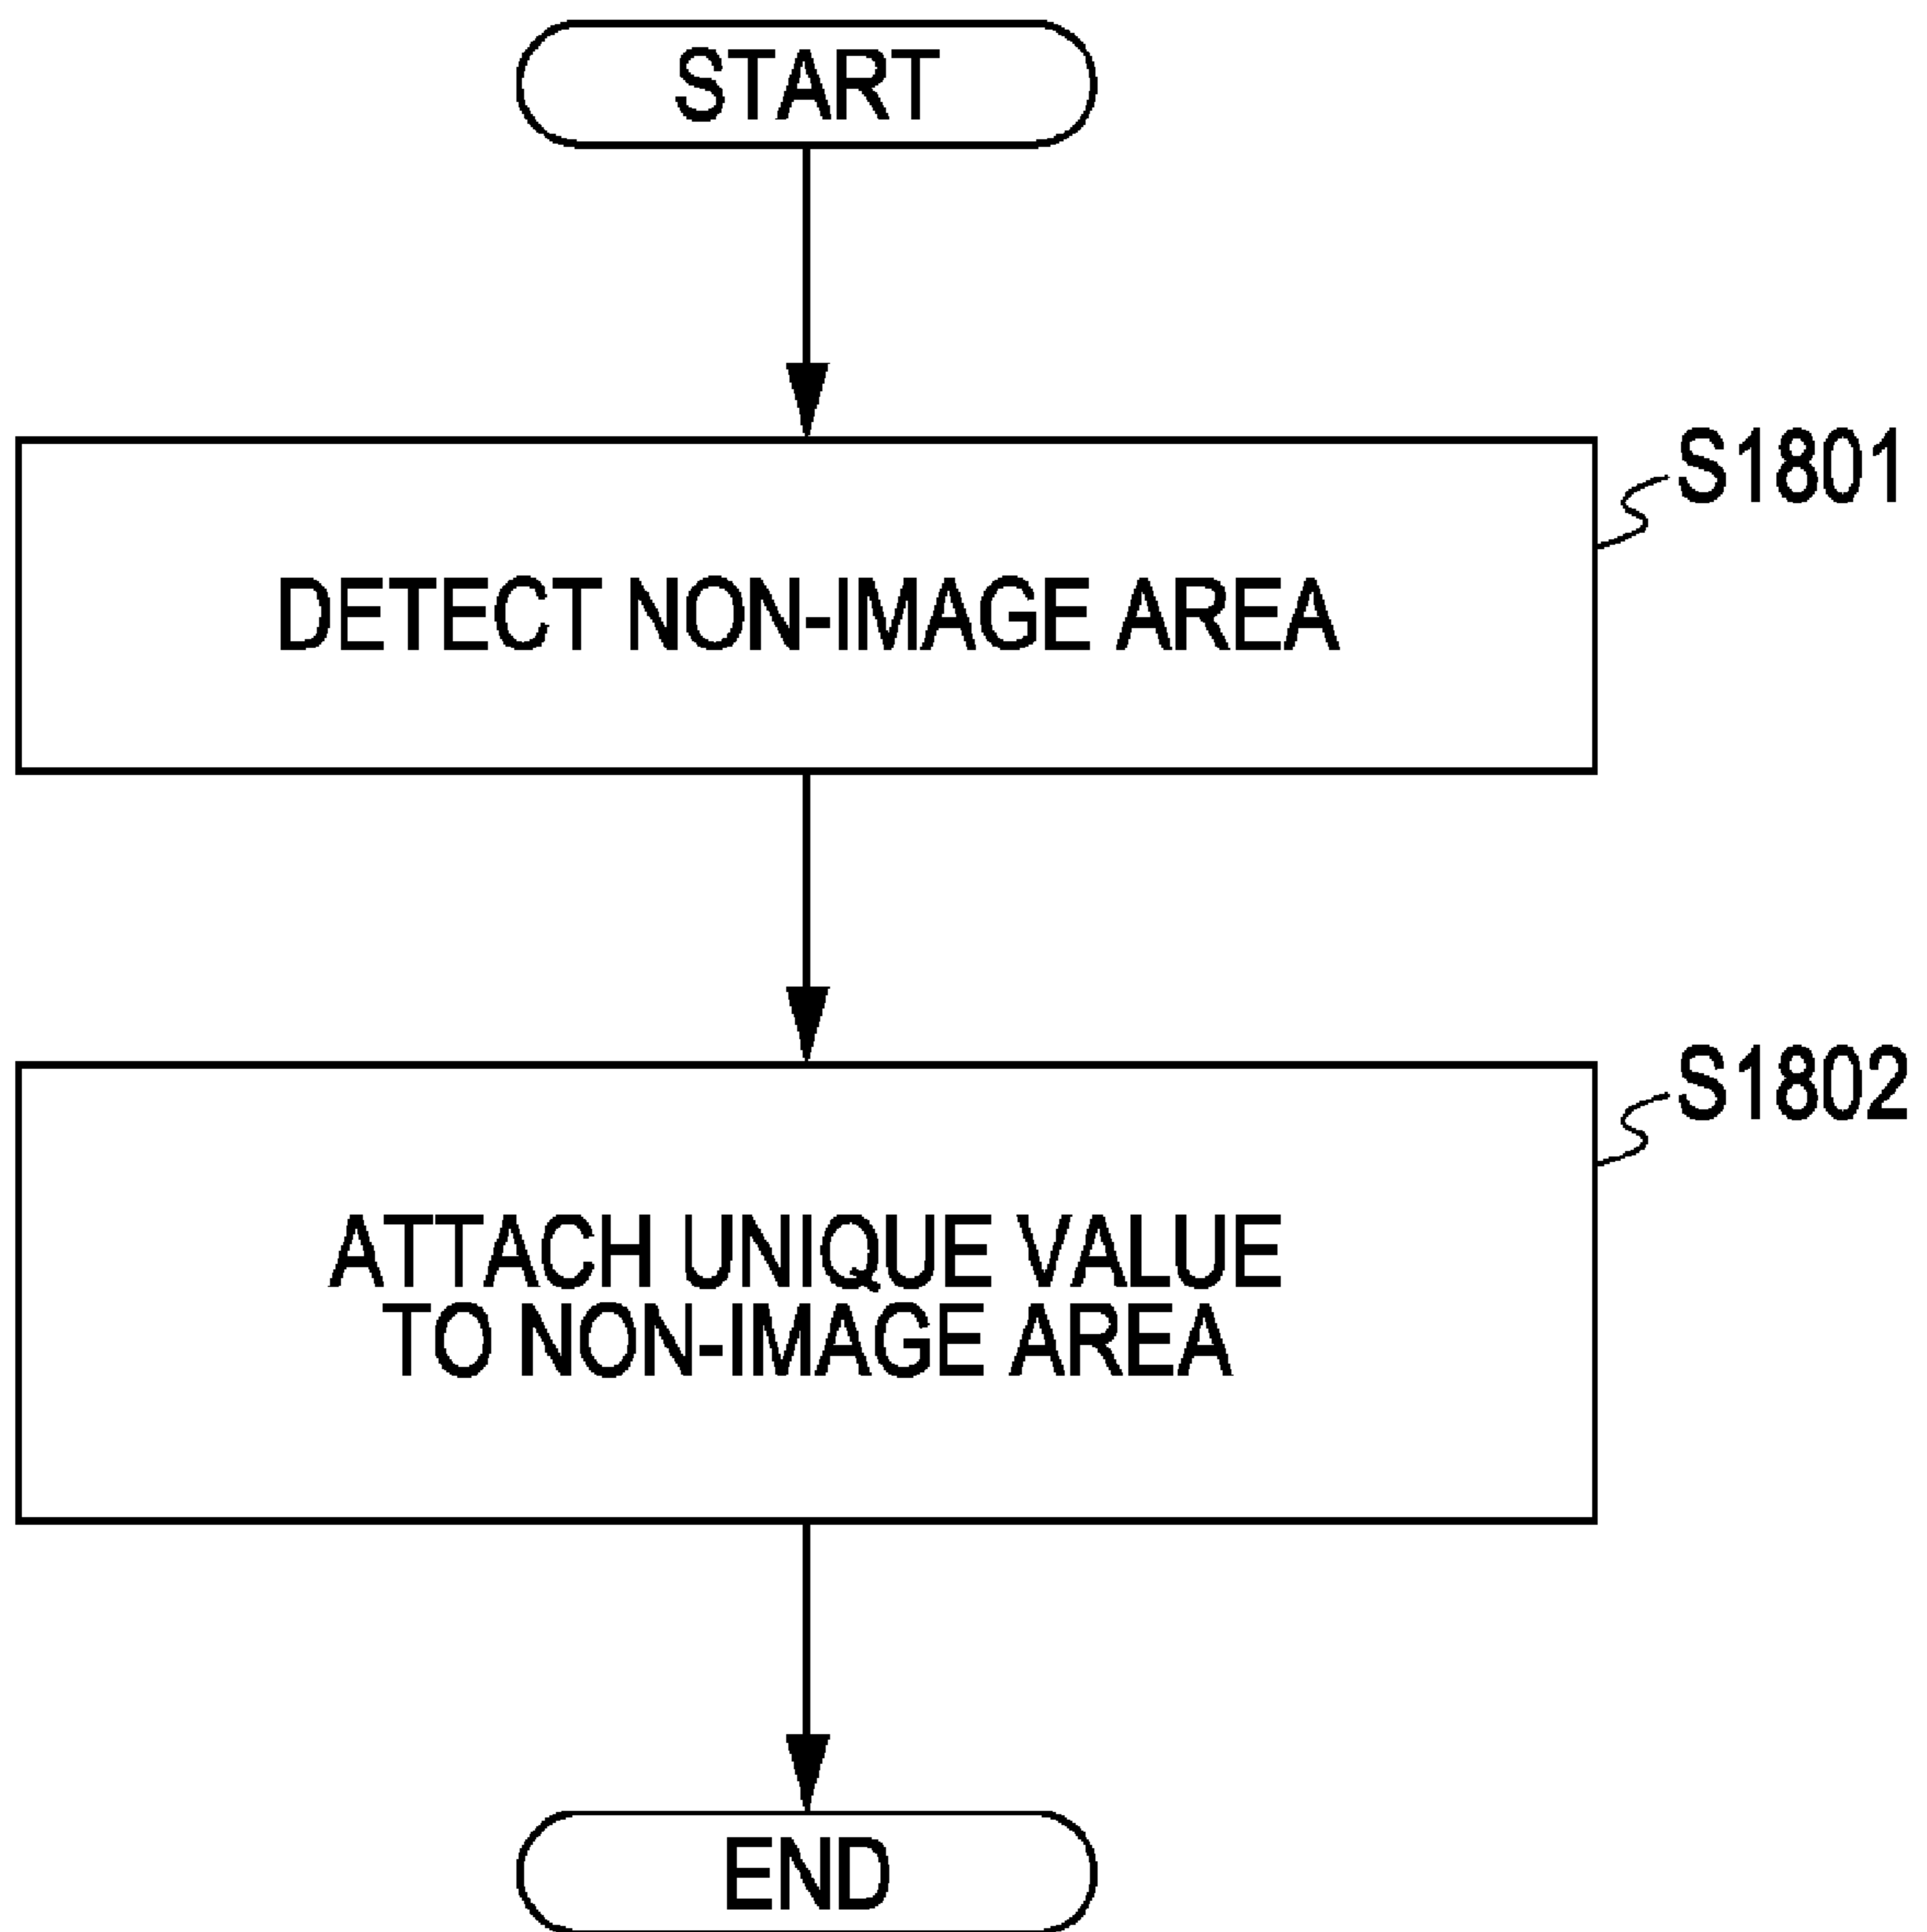 START
S1801
DETECT NON-IMAGE AREA
S1802
ATTACH UNIQUE VALUE
TO NON-IMAGE AREA
END